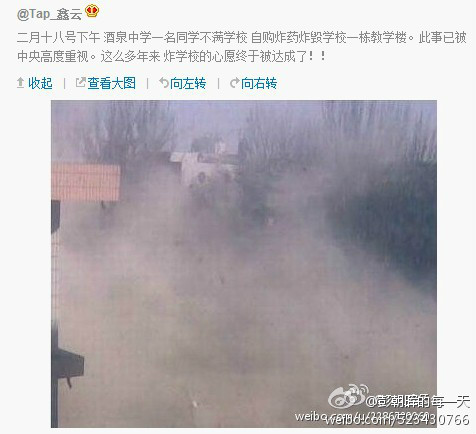 @Tap_鑫云
二月十八号下午 酒泉中学一名同学不满学校 自购炸药炸毁学校一栋教学楼。此事已被
中央高度重视。这么多年来 炸学校的心愿终于被达成了！！
收起 | 查看大图 | 向左转 | 向右转
@彭朝晖的每一天
weibo.com/523430766